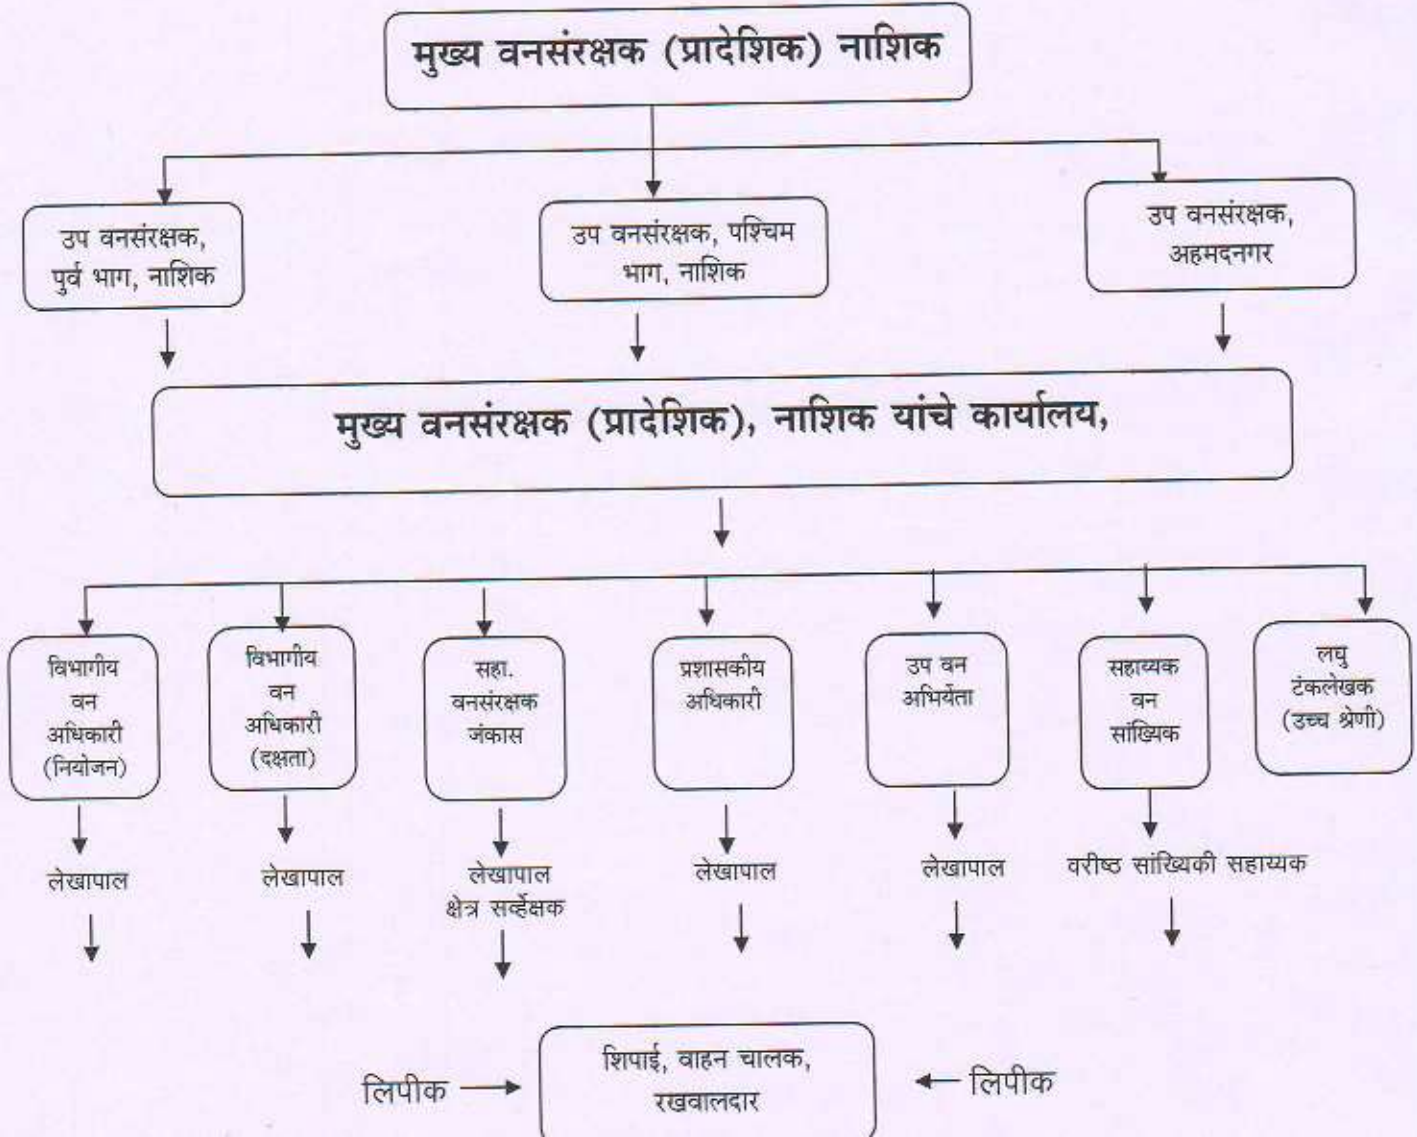 मुख्य वनसंरक्षक (प्रादेशिक) नाशिक
उप वनसंरक्षक,
पुर्व भाग, नाशिक
उप वनसंरक्षक, पश्चिम
भाग, नाशिक
उप वनसंरक्षक,
अहमदनगर
मुख्य वनसंरक्षक (प्रादेशिक), नाशिक यांचे कार्यालय,
विभागीय
वन
अधिकारी
(नियोजन)
विभागीय
वन
अधिकारी
(दक्षता)
सहा.
वनसंरक्षक
जंकास
प्रशासकीय
अधिकारी
उप वन
अभियंता
सहाय्यक
वन
सांख्यिक
लघु
टंकलेखक
(उच्च श्रेणी)
लेखापाल
लेखापाल
लेखापाल
क्षेत्र सर्व्हेक्षक
लेखापाल
लेखापाल
वरीष्ठ सांख्यिकी सहाय्यक
लिपीक
शिपाई, वाहन चालक,
रखवालदार
लिपीक